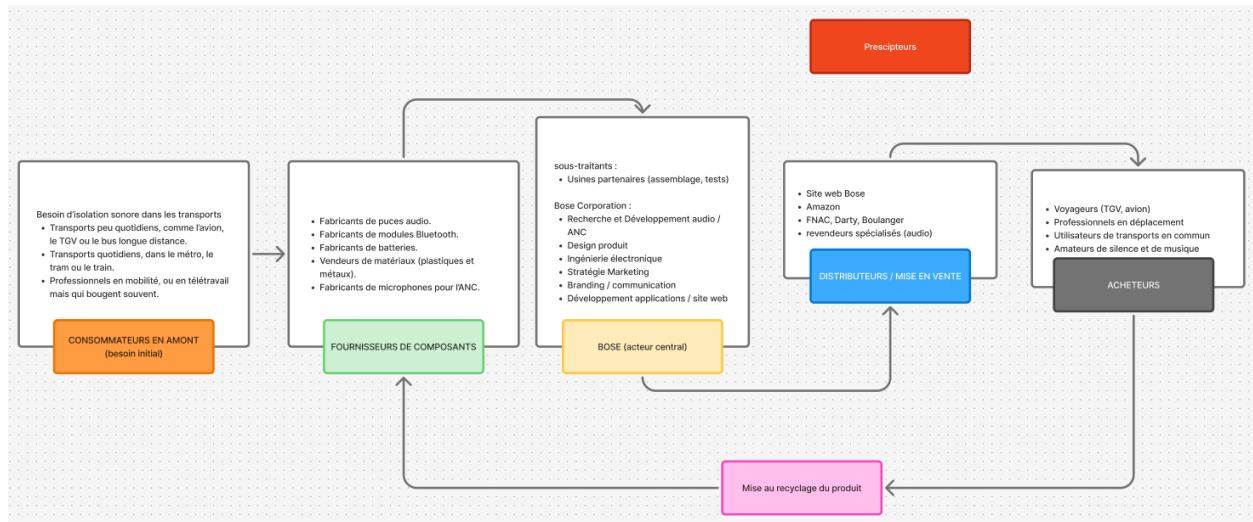 Prescipteurs
Besoin d'isolation sonore dans les transports
• Transports peu quotidiens, comme l'avion,
le TGV ou le bus longue distance.
• Transports quotidiens, dans le métro, le
tram ou le train.
• Professionnels en mobilité, ou en télétravail
mais qui bougent souvent.
CONSOMMATEURS EN AMONT
(besoin initial)
• Fabricants de puces audio.
• Fabricants de modules Bluetooth.
• Fabricants de batteries.
• Vendeurs de matériaux (plastiques et
métaux).
• Fabricants de microphones pour l'ANC.
FOURNISSEURS DE COMPOSANTS
sous-traitants :
• Usines partenaires (assemblage, tests)
Bose Corporation :
• Recherche et Développement audio /
ANC
• Design produit
• Ingénierie électronique
• Stratégie Marketing
• Branding / communication
• Développement applications / site web
BOSE (acteur central)
• Site web Bose
• Amazon
• FNAC, Darty, Boulanger
• revendeurs spécialisés (audio)
DISTRIBUTEURS / MISE EN VENTE
• Voyageurs (TGV, avion)
• Professionnels en déplacement
• Utilisateurs de transports en commun
• Amateurs de silence et de musique
ACHETEURS
Mise au recyclage du produit